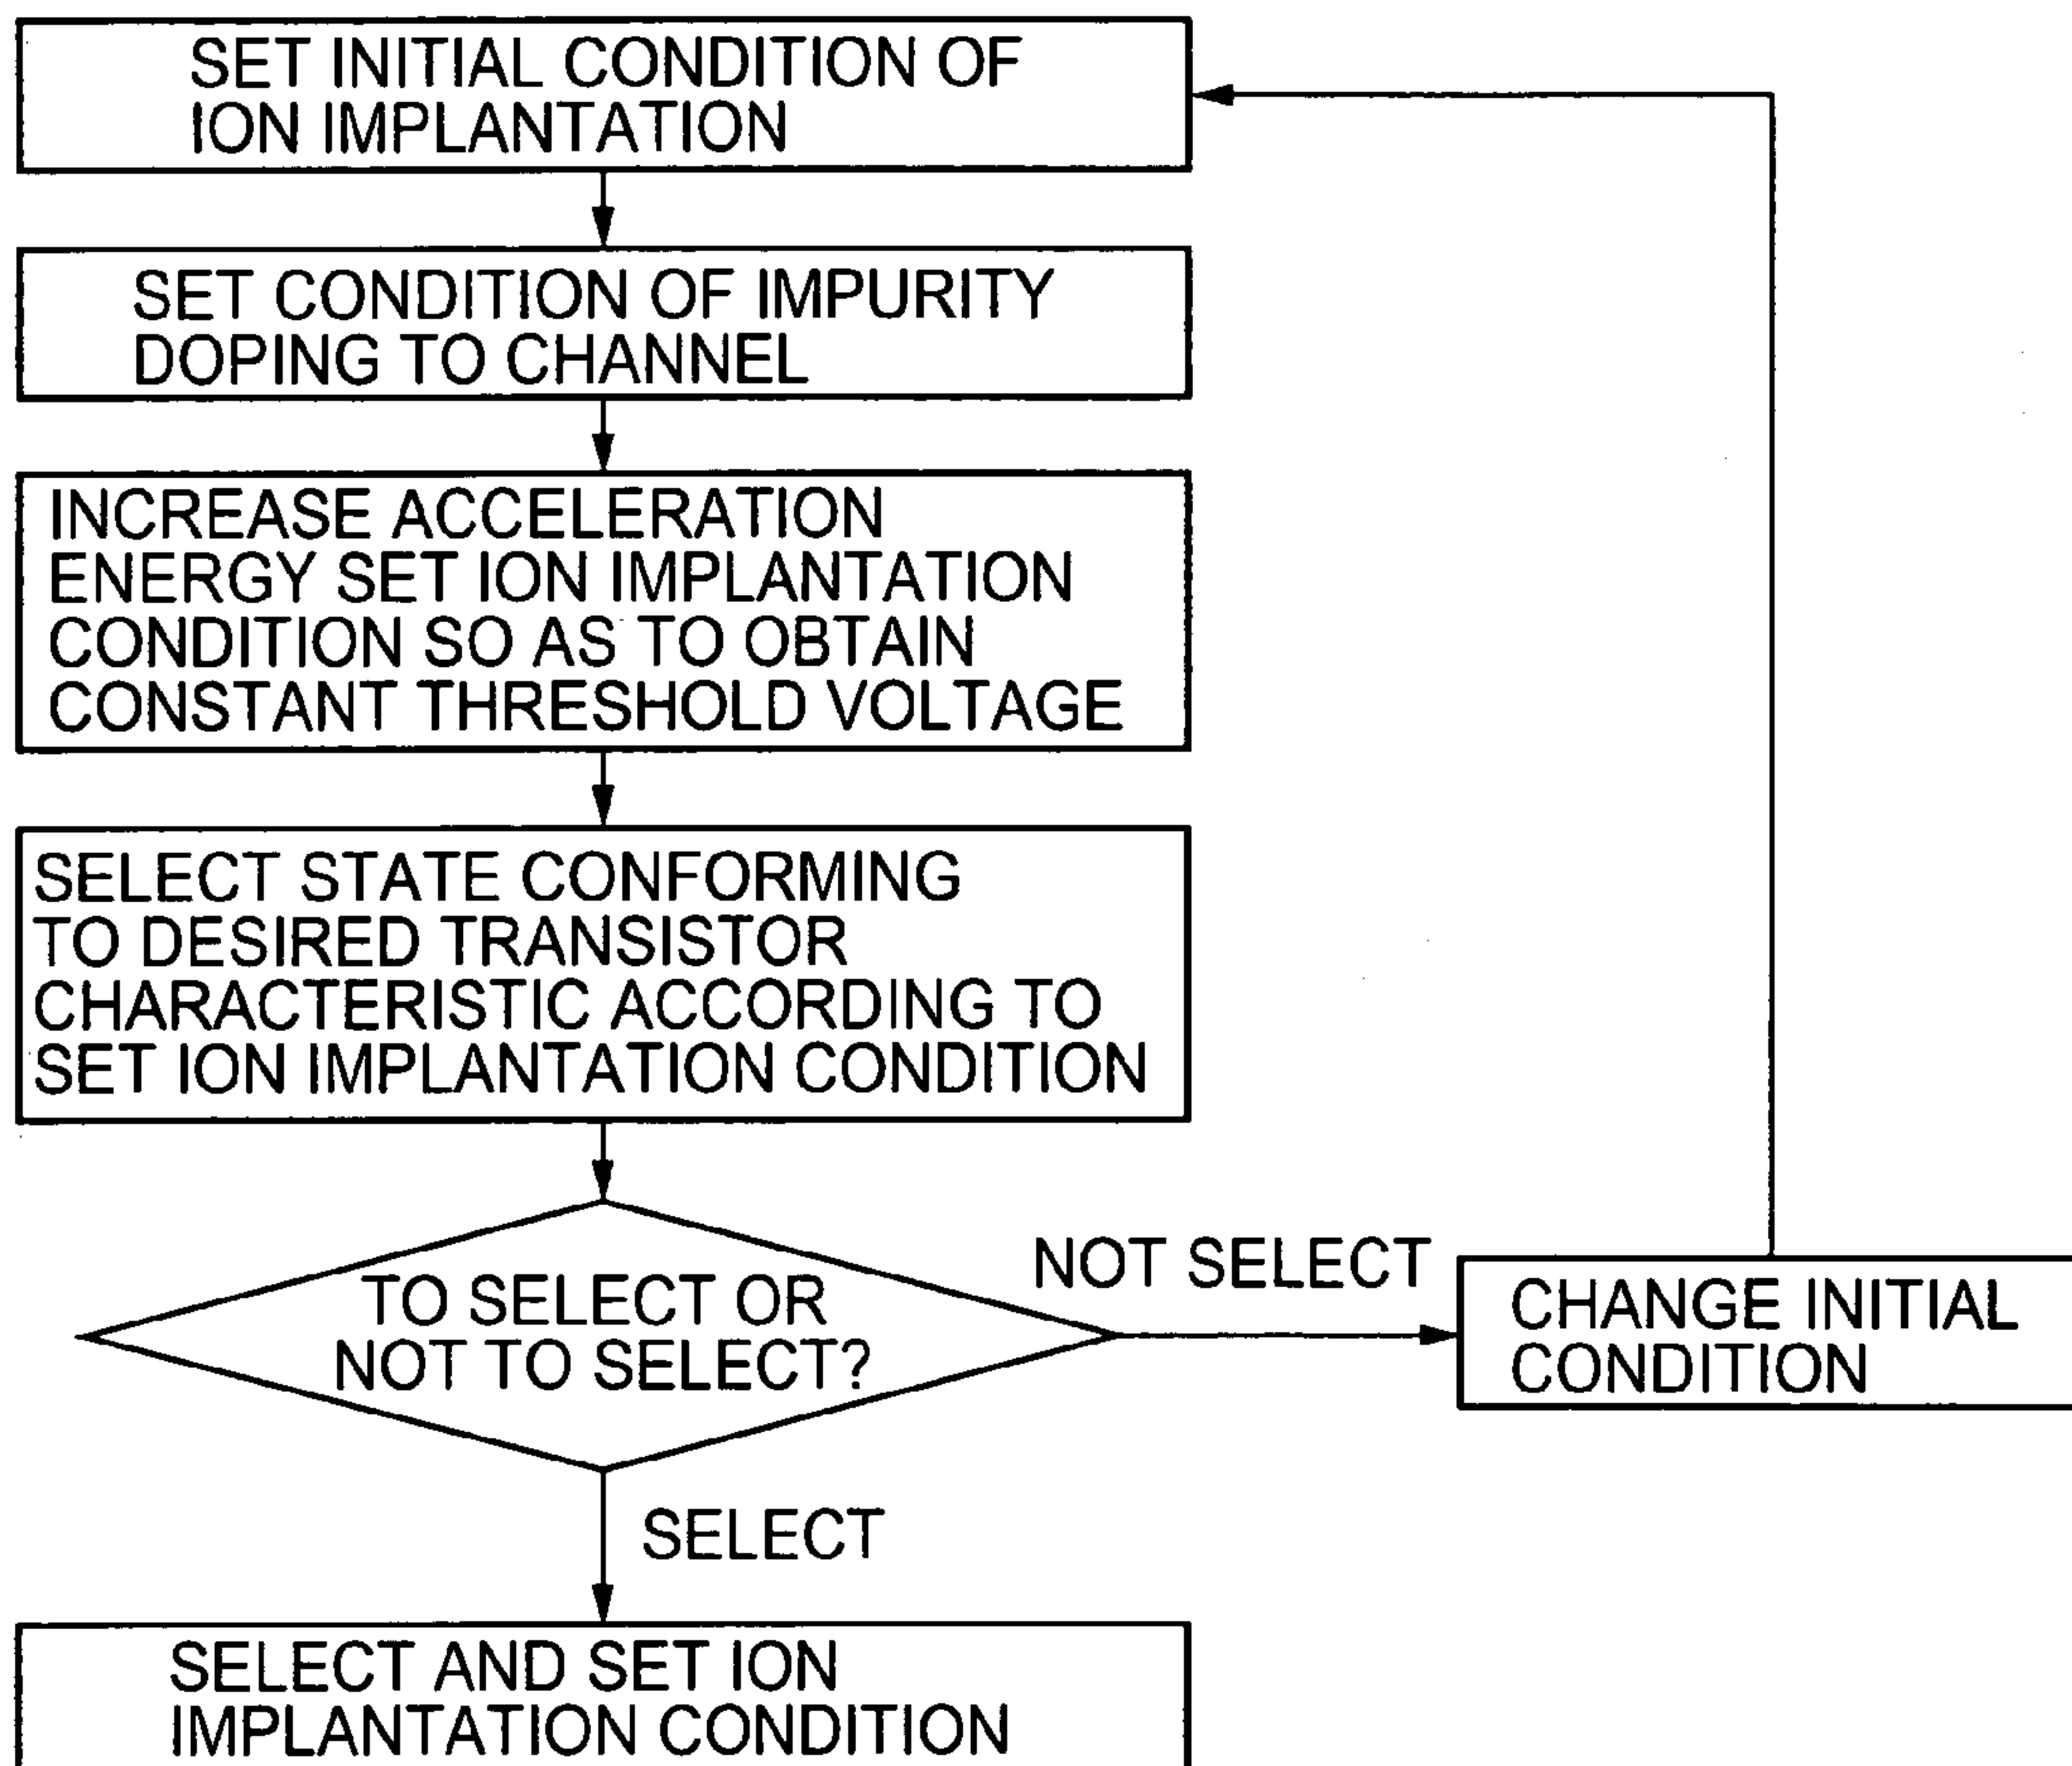 SET INITIAL CONDITION OF
ION IMPLANTATION
SET CONDITION OF IMPURITY
DOPING TO CHANNEL
INCREASE ACCELERATION
ENERGY SET ION IMPLANTATION
CONDITION SO AS TO OBTAIN
CONSTANT THRESHOLD VOLTAGE
SELECT STATE CONFORMING
TO DESIRED TRANSISTOR
CHARACTERISTIC ACCORDING TO
SET ION IMPLANTATION CONDITION
TO SELECT OR
NOT TO SELECT?
NOT SELECT
CHANGE INITIAL
CONDITION
SELECT
SELECT AND SET ION
IMPLANTATION CONDITION